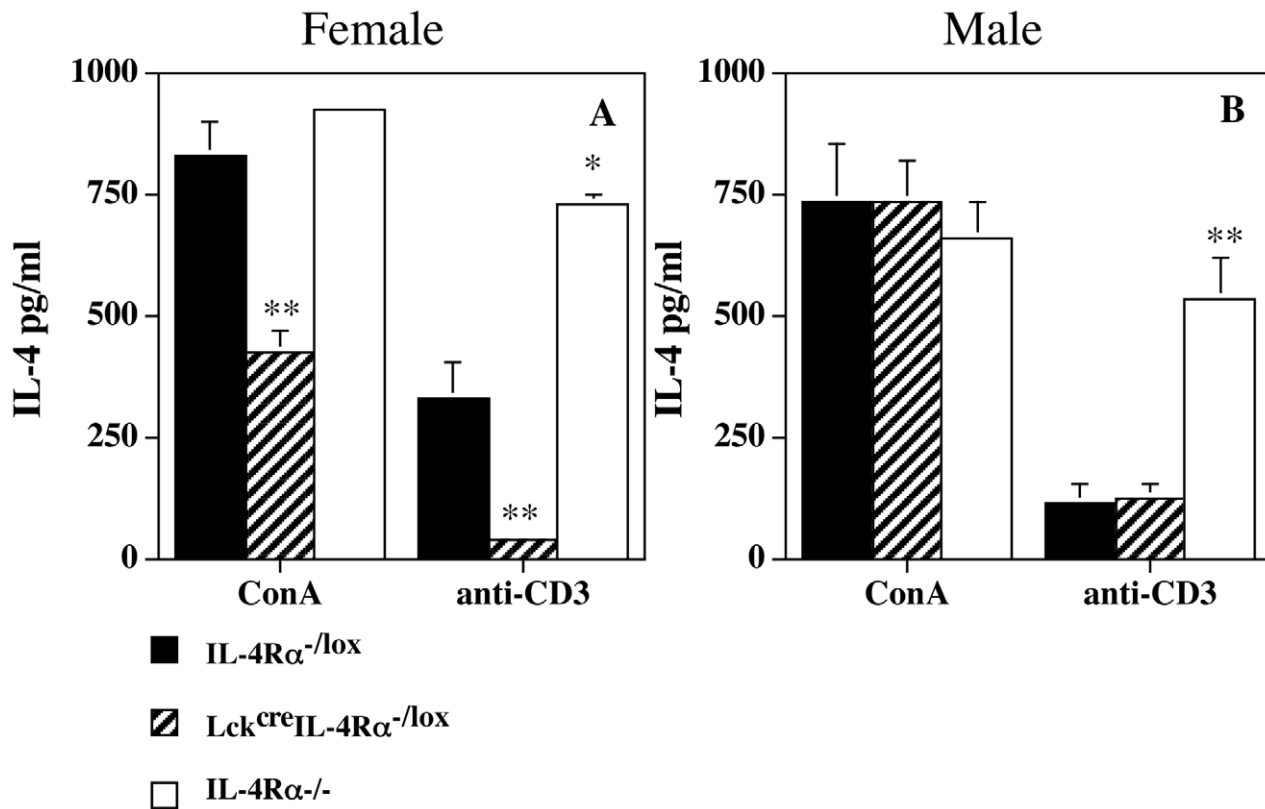 Female Male
1000 1000
A B
* **
750 750
IL-4 pg/ml IL-4 pg/ml
** 
500 500
**
250 250
0 0
ConA anti-CD3 ConA anti-CD3
IL-4Rα-/lox
LckcreIL-4Rα-/lox
IL-4Rα-/-